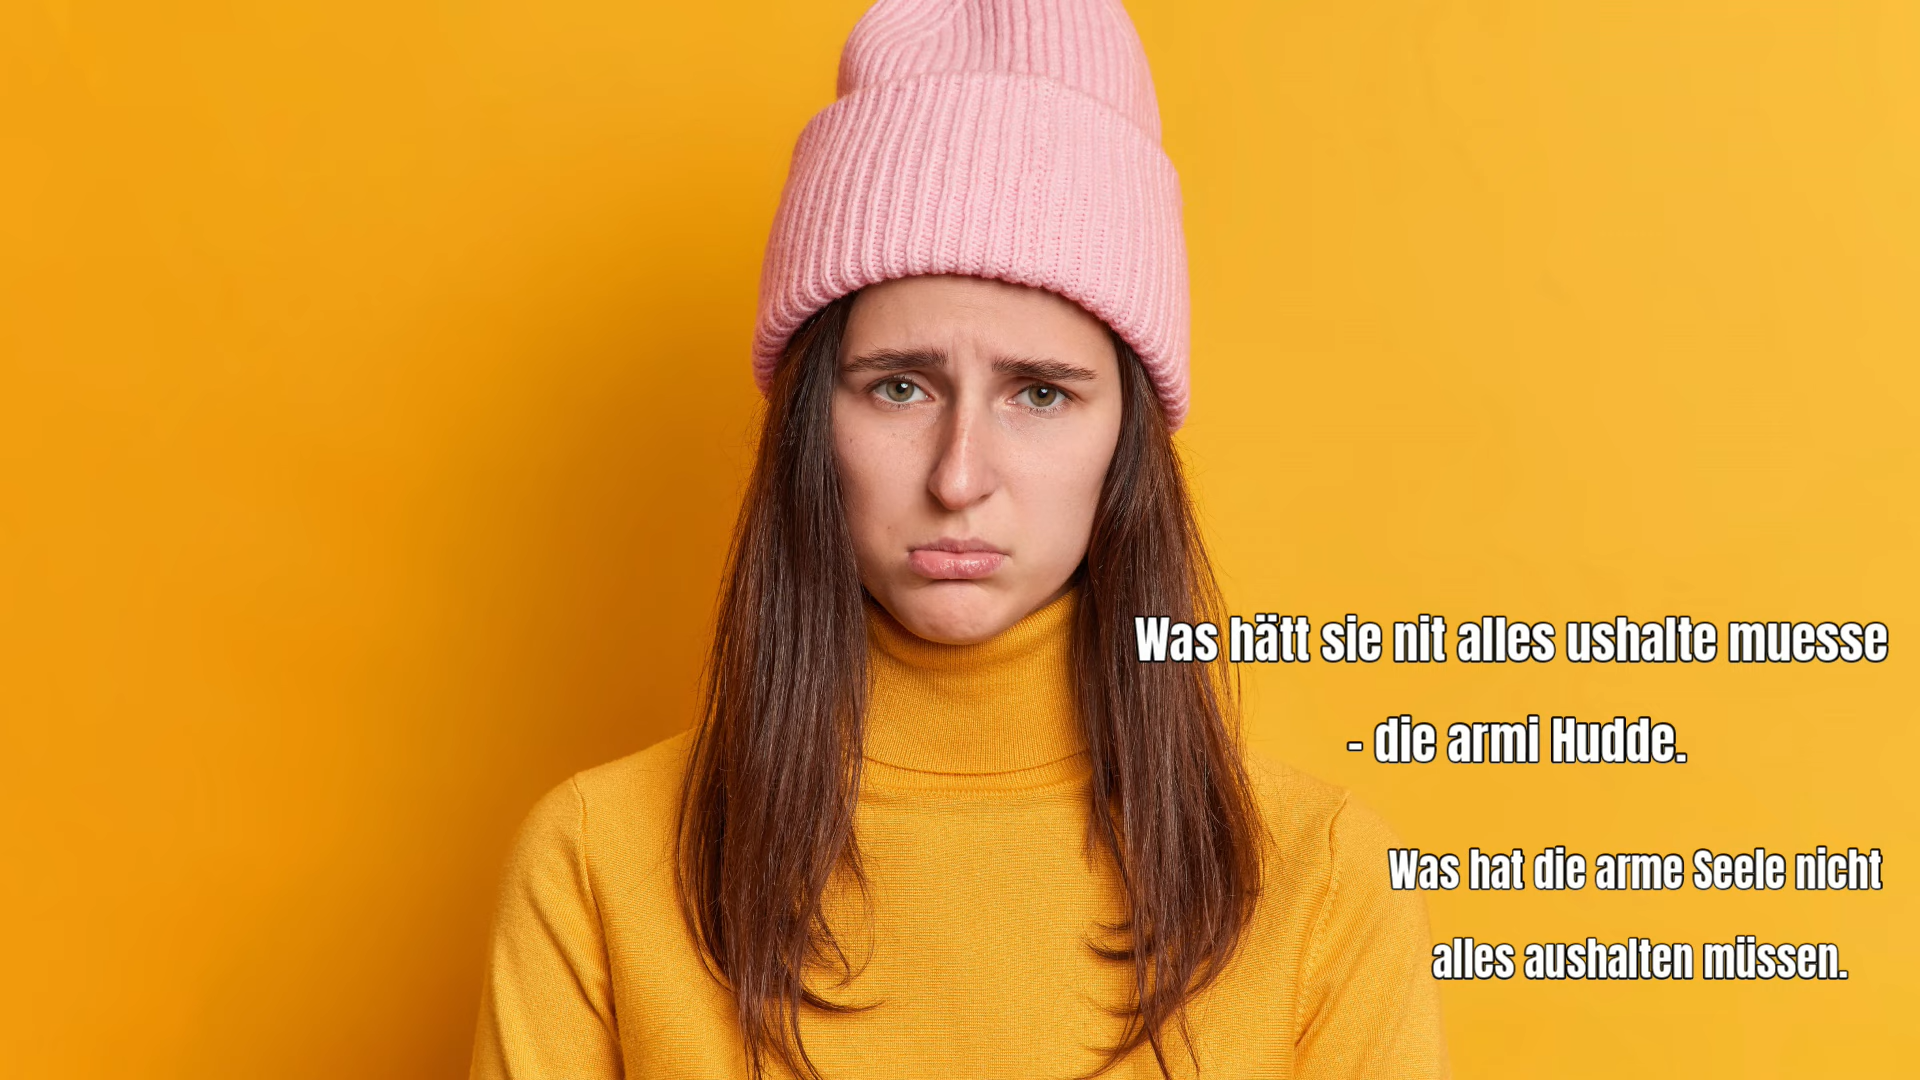 Was hätt sie nit alles ushalte muesse
- die armi Hudde.
Was hat die arme Seele nicht
alles aushalten müssen.